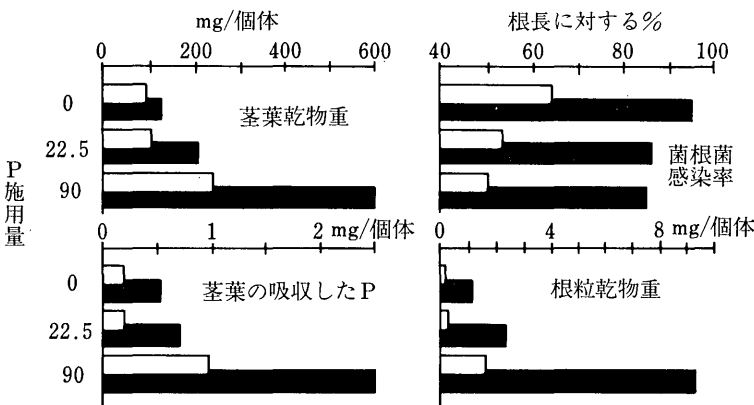 mg/個体
0 200 400 600
根長に対する%
40 60 80 100
P施用量
0
22.5
90
茎葉乾物重
菌根菌
感染率
0 1 2 mg/個体
0 4 8 mg/個体
0
22.5
90
茎葉の吸収したP
根粒乾物重